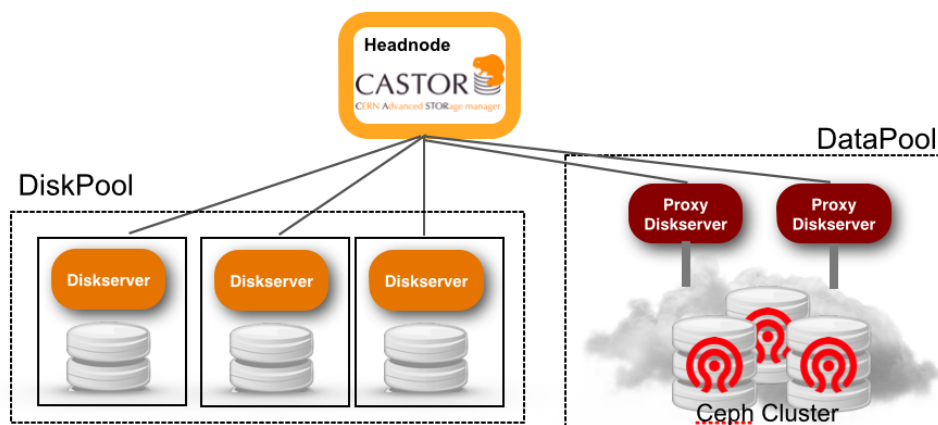 Headnode
CASTOR
CERN Advanced STORage manager
DataPool
DiskPool
Proxy
Diskserver
Proxy
Diskserver
Diskserver
Diskserver
Diskserver
Ceph Cluster